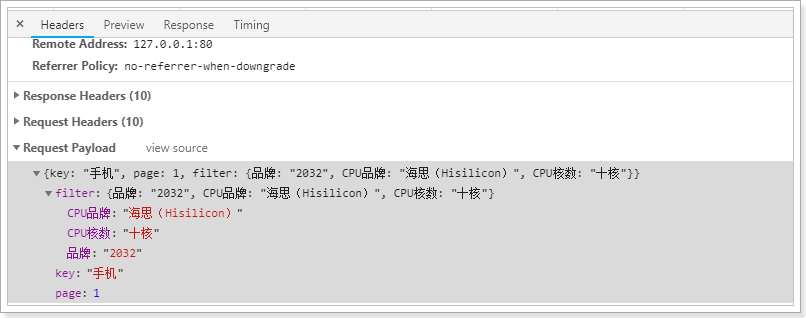 × Headers Preview Response Timing
Remote Address: 127.0.0.1:80
Referrer Policy: no-referrer-when-downgrade
Response Headers (10)
Request Headers (10)
Request Payload view source
{key: "手机", page: 1, filter: {品牌: "2032", CPU品牌: "海思（Hisilicon）", CPU核数: "十核"}}
filter: {品牌: "2032", CPU品牌: "海思（Hisilicon）", CPU核数: "十核"}
CPU品牌: "海思（Hisilicon）"
CPU核数: "十核"
品牌: "2032"
key: "手机"
page: 1